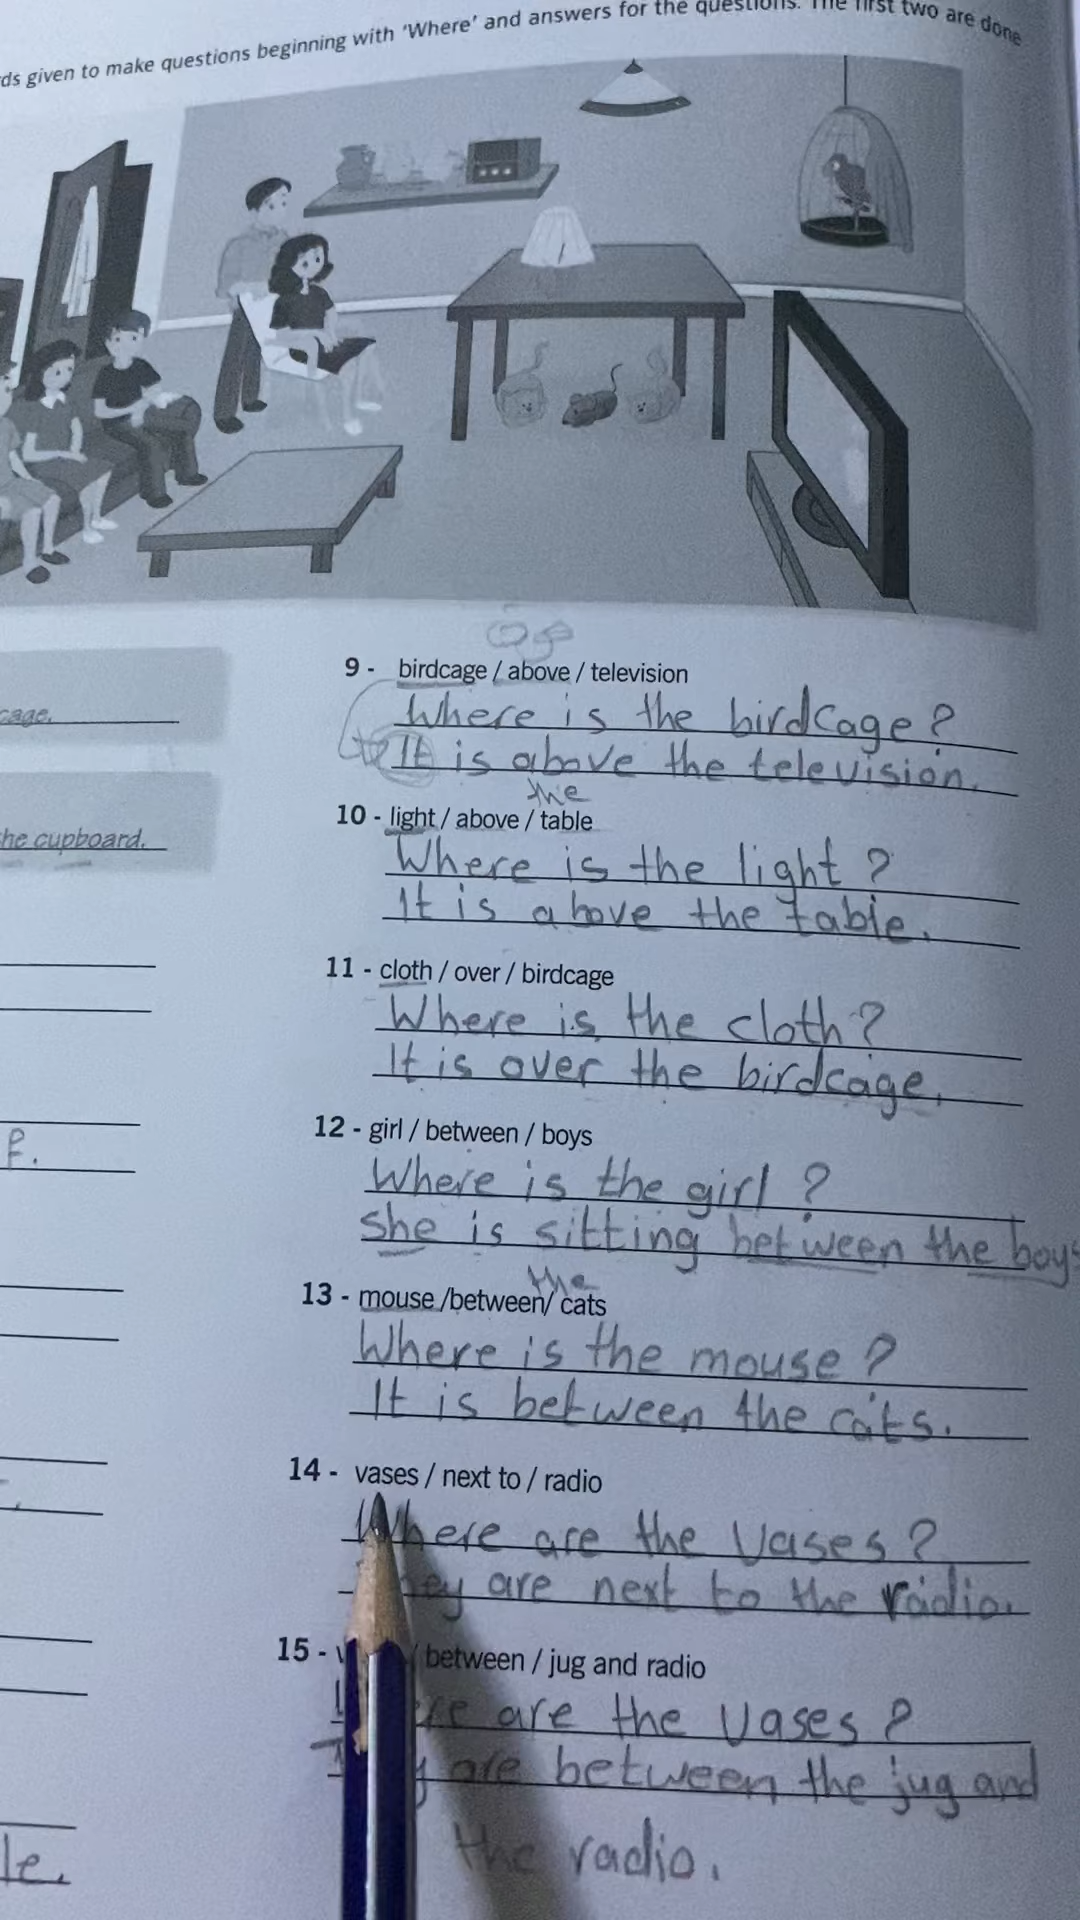 ds given to make questions beginning with 'Where' and answers for the questions. The first two are done
cage.
he cupboard.
F.
le.
9 - birdcage / above / television
Where is the birdcage?
It is above the television.
the
10 - light / above / table
Where is the light?
It is above the table.
11 - cloth / over / birdcage
Where is the cloth?
It is over the birdcage.
12 - girl / between / boys
Where is the girl?
She is sitting between the boys
the
13 - mouse /between/ cats
Where is the mouse?
It is between the cats.
14 - vases / next to / radio
Where are the vases?
ey are next to the radio.
15 - / between / jug and radio
re are the vases?
y are between the jug and
the radio.